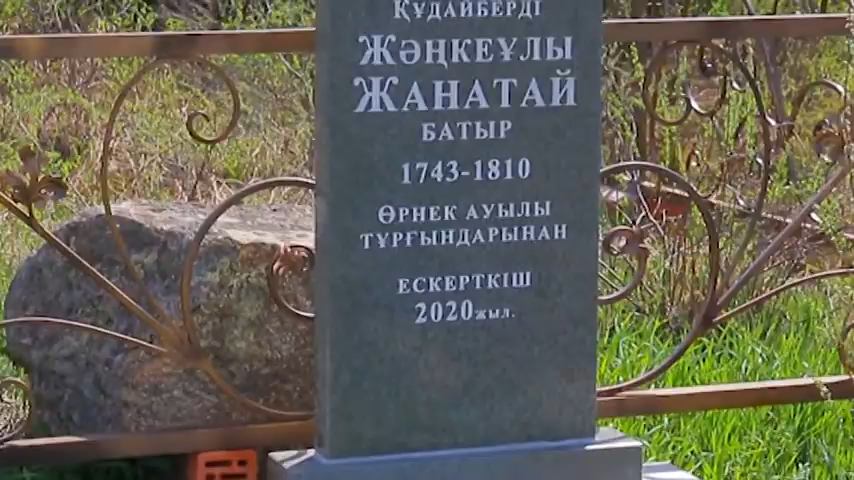 ҚҰДАЙБЕРДІ
ЖӘҢКЕҰЛЫ
ЖАНАТАЙ
БАТЫР
1743-1810
ӨРНЕК АУЫЛЫ
ТҰРҒЫНДАРЫНАН
ЕСКЕРТКІШ
2020жыл.